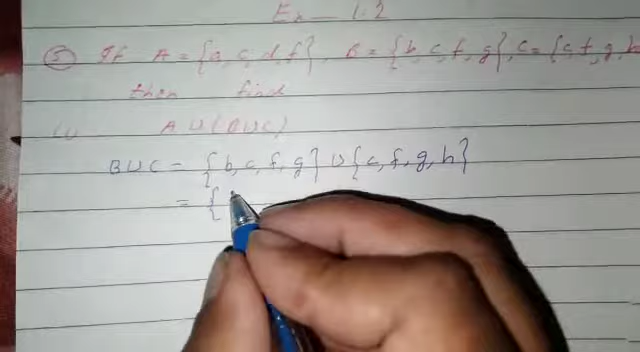 Ex 1.2
5 If A = {a, c, d, f}, B = {b, c, f, g}, C = {c, f, g, h
then find
(i) A U (B U C)
B U C = {b, c, f, g} U {c, f, g, h}
= {